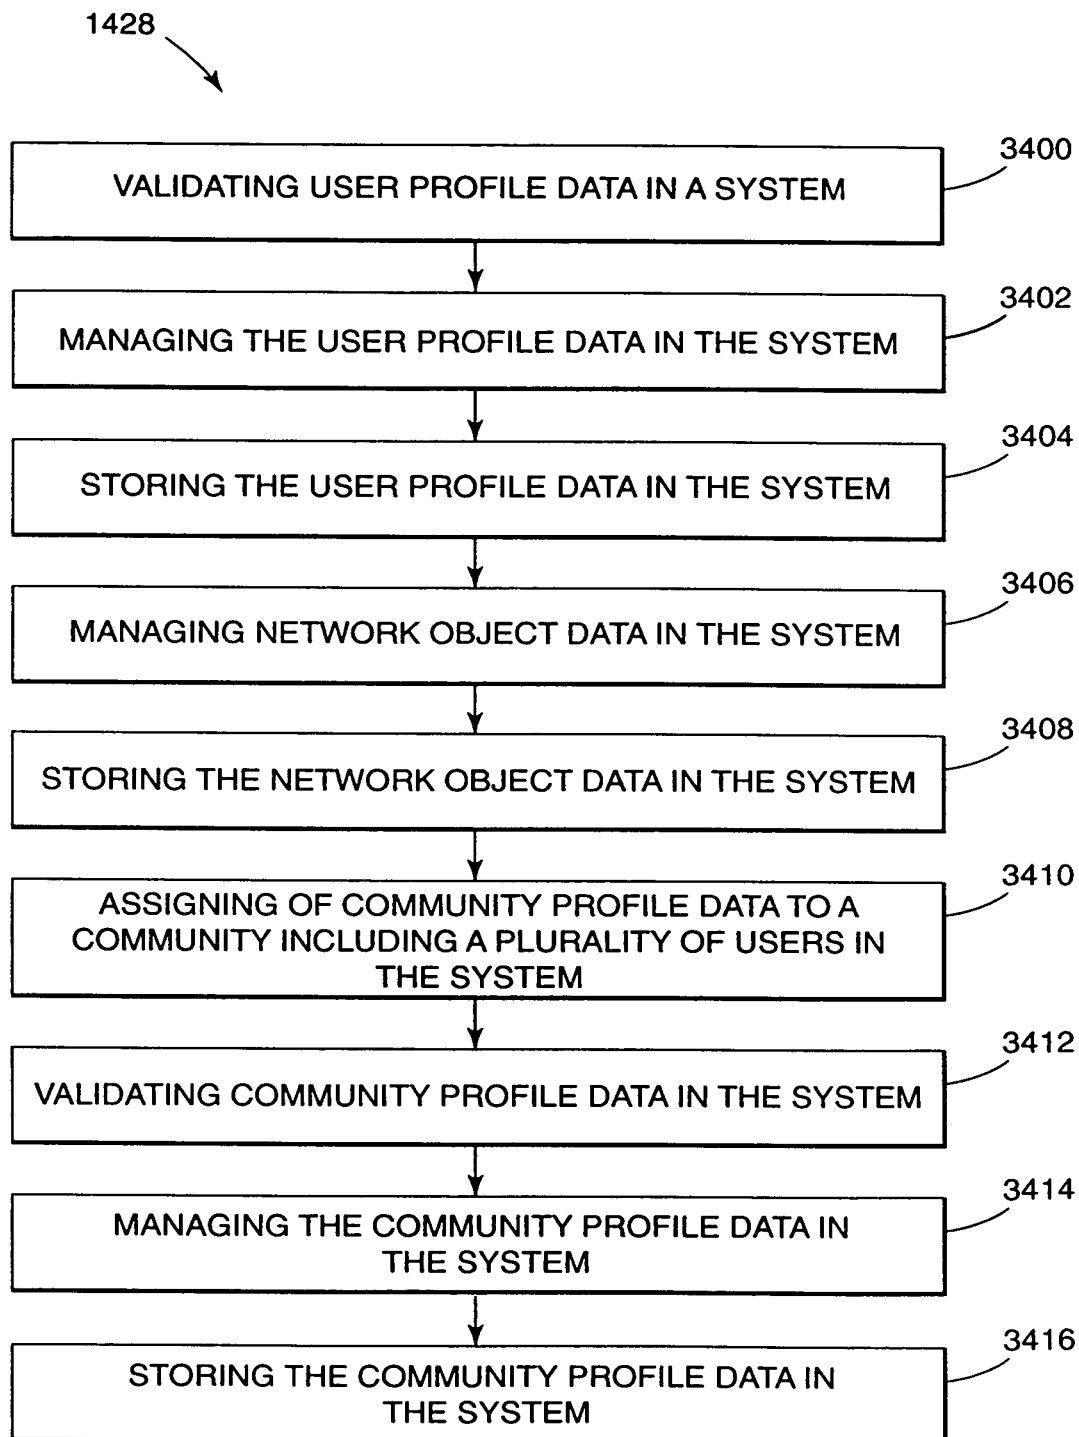 1428
3400
VALIDATING USER PROFILE DATA IN A SYSTEM
3402
MANAGING THE USER PROFILE DATA IN THE SYSTEM
3404
STORING THE USER PROFILE DATA IN THE SYSTEM
3406
MANAGING NETWORK OBJECT DATA IN THE SYSTEM
3408
STORING THE NETWORK OBJECT DATA IN THE SYSTEM
3410
ASSIGNING OF COMMUNITY PROFILE DATA TO A
COMMUNITY INCLUDING A PLURALITY OF USERS IN
THE SYSTEM
3412
VALIDATING COMMUNITY PROFILE DATA IN THE SYSTEM
3414
MANAGING THE COMMUNITY PROFILE DATA IN
THE SYSTEM
3416
STORING THE COMMUNITY PROFILE DATA IN
THE SYSTEM